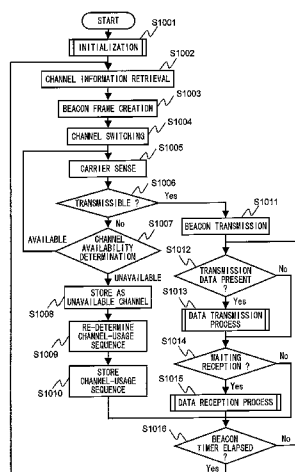 START
S1001
INITIALIZATION
S1002
CHANNEL INFORMATION RETRIEVAL
S1003
BEACON FRAME CREATION
S1004
CHANNEL SWITCHING
S1005
CARRIER SENSE
S1006
TRANSMISSIBLE ?
Yes
No
S1007
AVAILABLE
CHANNEL
AVAILABILITY
DETERMINATION
UNAVAILABLE
S1008
STORE AS
UNAVAILABLE CHANNEL
S1009
RE-DETERMINE
CHANNEL-USAGE
SEQUENCE
S1010
STORE
CHANNEL-USAGE
SEQUENCE
S1011
BEACON TRANSMISSION
S1012
TRANSMISSION
DATA PRESENT
?
No
Yes
S1013
DATA TRANSMISSION
PROCESS
S1014
WAITING
RECEPTION ?
No
Yes
S1015
DATA RECEPTION PROCESS
S1016
BEACON
TIMER ELAPSED
?
No
Yes